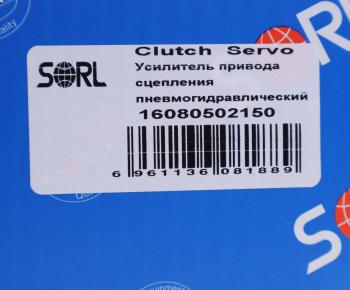 Clutch Servo
SORL
Усилитель привода
сцепления
пневмогидравлический
16080502150
6 961136 081889